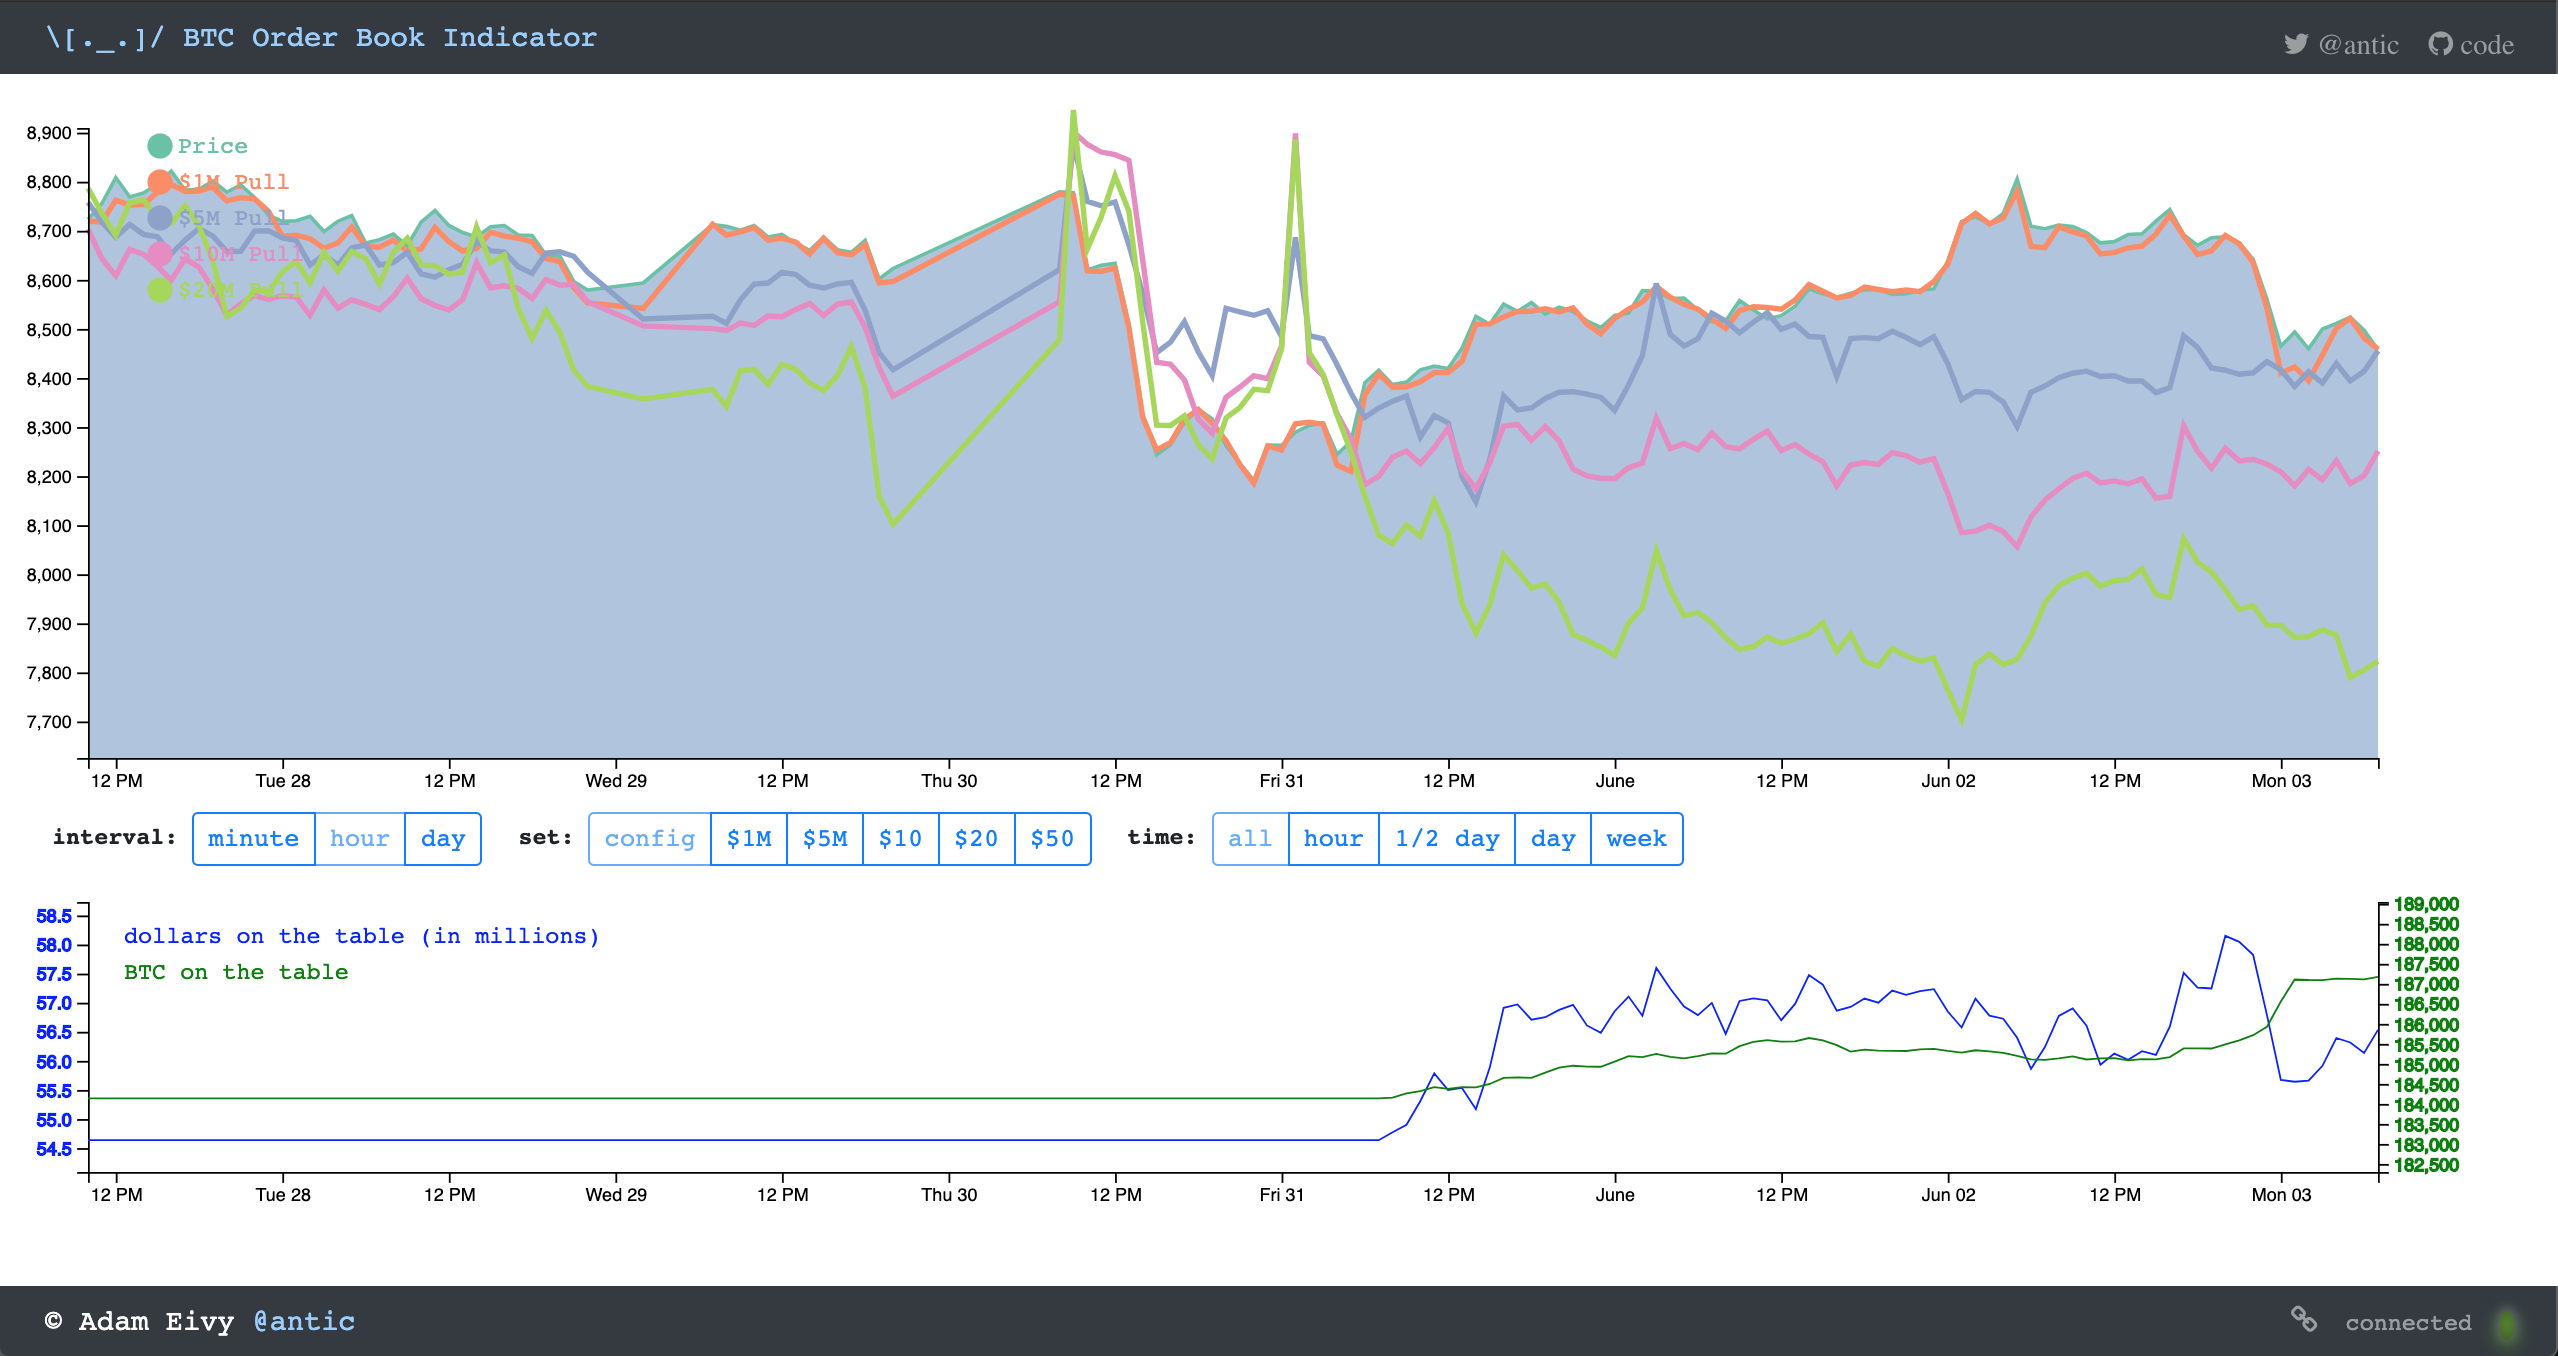 \[._.]/ BTC Order Book Indicator
@antic code
8,900
8,800
8,700
8,600
8,500
8,400
8,300
8,200
8,100
8,000
7,900
7,800
7,700
Price
$1M Pull
$5M Pull
$10M Pull
$20M Pull
12 PM Tue 28 12 PM Wed 29 12 PM Thu 30 12 PM Fri 31 12 PM June 12 PM Jun 02 12 PM Mon 03
interval: minute hour day set: config $1M $5M $10 $20 $50 time: all hour 1/2 day day week
58.5
58.0
57.5
57.0
56.5
56.0
55.5
55.0
54.5
dollars on the table (in millions)
BTC on the table
189,000
188,500
188,000
187,500
187,000
186,500
186,000
185,500
185,000
184,500
184,000
183,500
183,000
182,500
12 PM Tue 28 12 PM Wed 29 12 PM Thu 30 12 PM Fri 31 12 PM June 12 PM Jun 02 12 PM Mon 03
© Adam Eivy @antic
connected